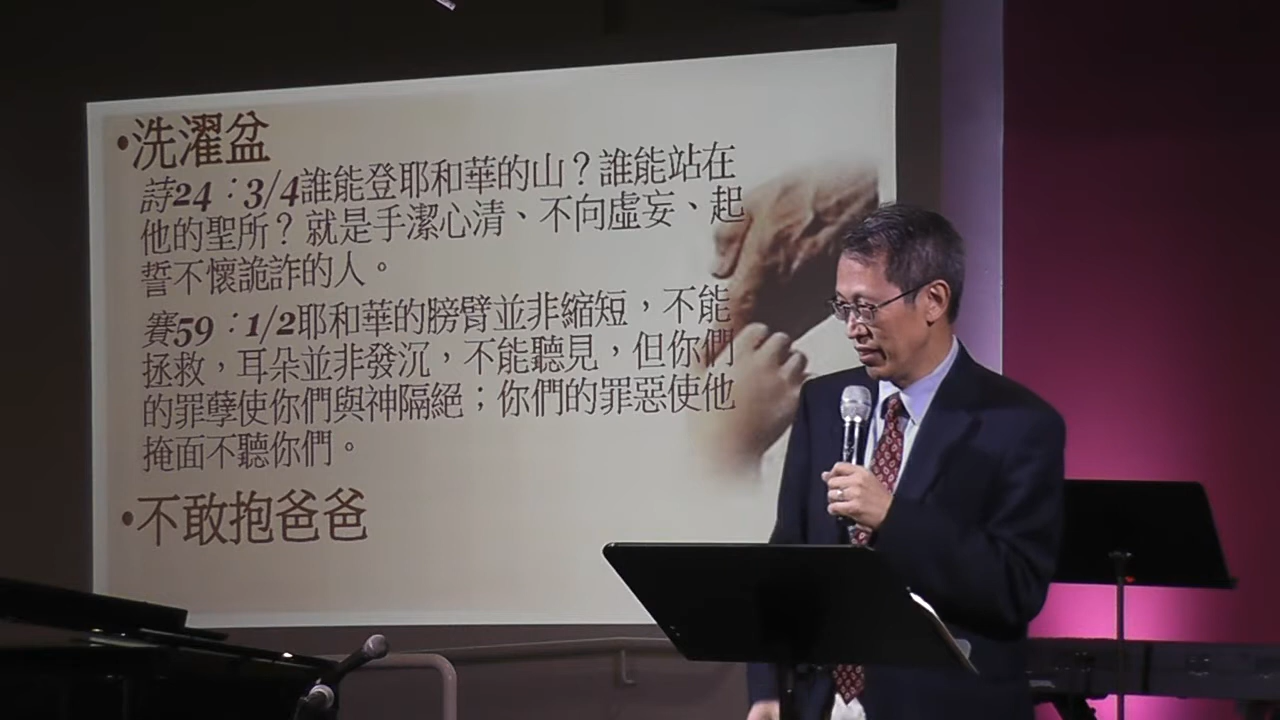 •洗濯盆
詩24：3/4誰能登耶和華的山？誰能站在
他的聖所？就是手潔心清、不向虛妄、起
誓不懷詭詐的人。
賽59：1/2耶和華的膀臂並非縮短，不能
拯救，耳朵並非發沉，不能聽見，但你們
的罪孽使你們與神隔絕；你們的罪惡使他
掩面不聽你們。
•不敢抱爸爸